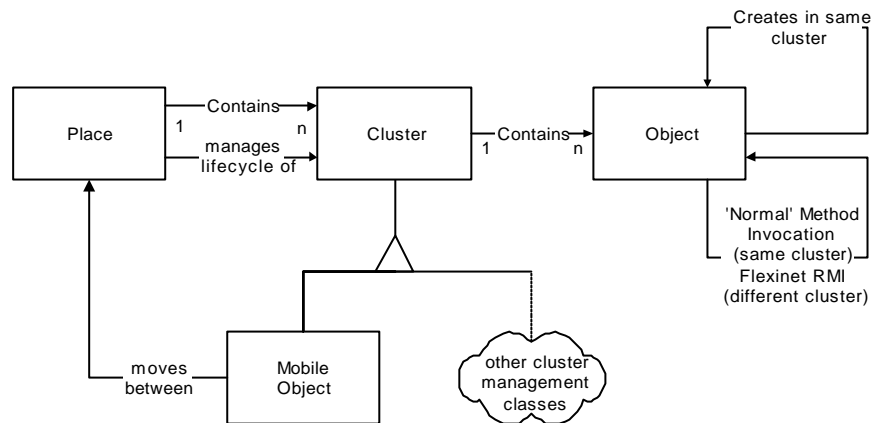 Creates in same
cluster
Place
Contains
1
n
manages
lifecycle of
Cluster
Contains
1
n
Object
'Normal' Method
Invocation
(same cluster)
Flexinet RMI
(different cluster)
moves
between
Mobile
Object
other cluster
management
classes